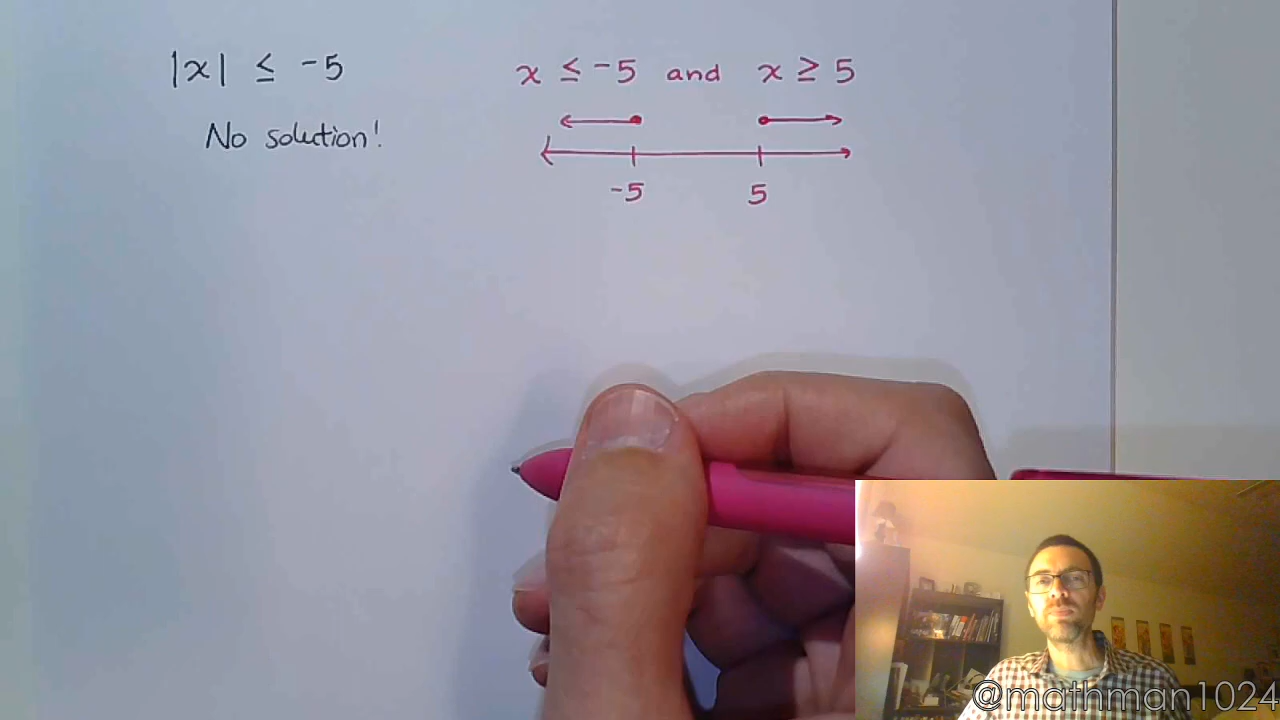 |x| ≤ -5
No solution!
x ≤ -5 and x ≥ 5
-5 5
@mathman1024